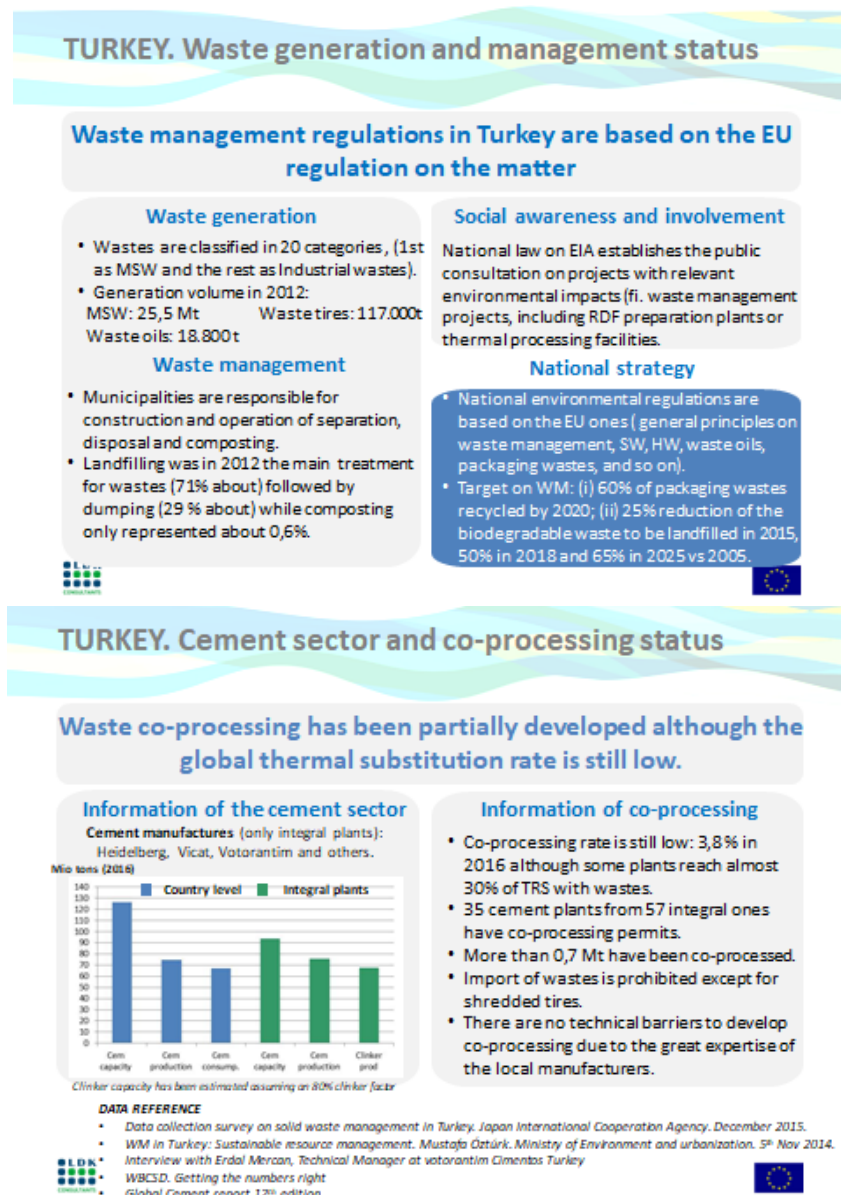 TURKEY. Waste generation and management status
Waste management regulations in Turkey are based on the EU
regulation on the matter
Waste generation
• Wastes are classified in 20 categories, (1st
as MSW and the rest as Industrial wastes).
• Generation volume in 2012:
MSW: 25,5 Mt Waste tires: 117.000t
Waste oils: 18.800 t
Waste management
• Municipalities are responsible for
construction and operation of separation,
disposal and composting.
• Landfilling was in 2012 the main treatment
for wastes (71% about) followed by
dumping (29 % about) while composting
only represented about 0,6%.
Social awareness and involvement
National law on EIA establishes the public
consultation on projects with relevant
environmental impacts (fi. waste management
projects, including RDF preparation plants or
thermal processing facilities.
National strategy
• National environmental regulations are
based on the EU ones ( general principles on
waste management, SW, HW, waste oils,
packaging wastes, and so on).
• Target on WM: (i) 60% of packaging wastes
recycled by 2020; (ii) 25% reduction of the
biodegradable waste to be landfilled in 2015,
50% in 2018 and 65% in 2025 vs 2005.
LDK
CONSULTANTS
TURKEY. Cement sector and co-processing status
Waste co-processing has been partially developed although the
global thermal substitution rate is still low.
Information of the cement sector
Cement manufactures (only integral plants):
Heidelberg, Vicat, Votorantim and others.
Mio tons (2016)
Country level Integral plants
140
130
120
110
100
90
80
70
60
50
40
30
20
10
0
Cem Cem Cem Cem Cem Clinker
capacity production consump. capacity production prod
Clinker capacity has been estimated assuming an 80% clinker factor
Information of co-processing
• Co-processing rate is still low: 3,8% in
2016 although some plants reach almost
30% of TRS with wastes.
• 35 cement plants from 57 integral ones
have co-processing permits.
• More than 0,7 Mt have been co-processed.
• Import of wastes is prohibited except for
shredded tires.
• There are no technical barriers to develop
co-processing due to the great expertise of
the local manufacturers.
DATA REFERENCE
• Data collection survey on solid waste management in Turkey. Japan International Cooperation Agency. December 2015.
• WM in Turkey: Sustainable resource management. Mustafa Öztürk. Ministry of Environment and urbanization. 5th Nov 2014.
• Interview with Erdal Mercan, Technical Manager at votorantim Cimentos Turkey
• WBCSD. Getting the numbers right
• Global Cement report 12th edition
LDK
CONSULTANTS